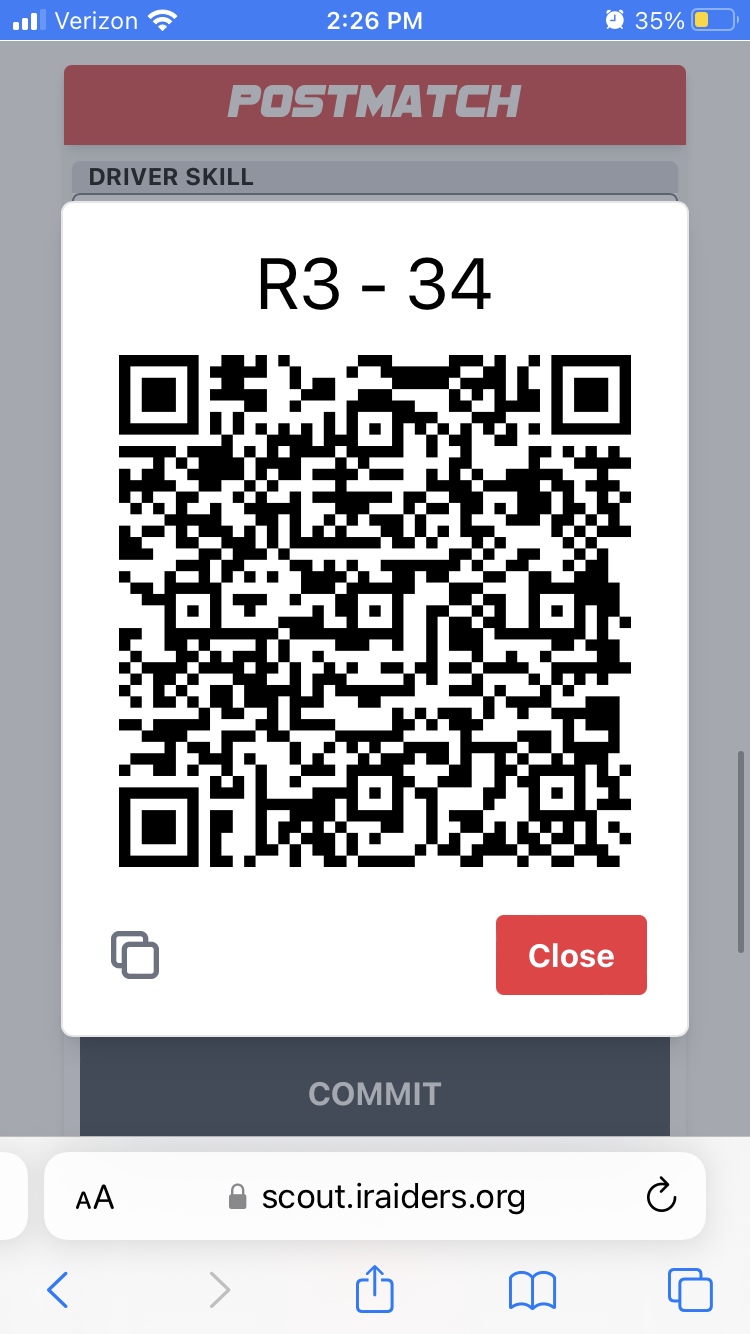 Verizon 2:26 PM 35%
POSTMATCH
DRIVER SKILL
R3 - 34
Close
COMMIT
AA scout.iraiders.org